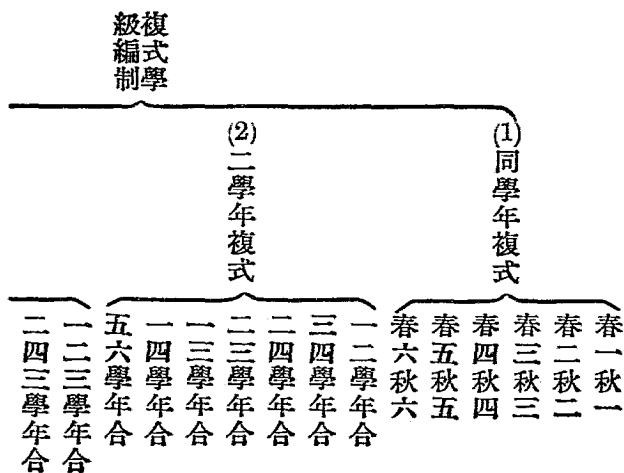 複式學
級編制
(1)同學年複式
春一秋一
春二秋二
春三秋三
春四秋四
春五秋五
春六秋六
(2)二學年複式
一二學年合
三四學年合
二四學年合
二三學年合
一三學年合
一四學年合
五六學年合
一二三學年合
二四三學年合